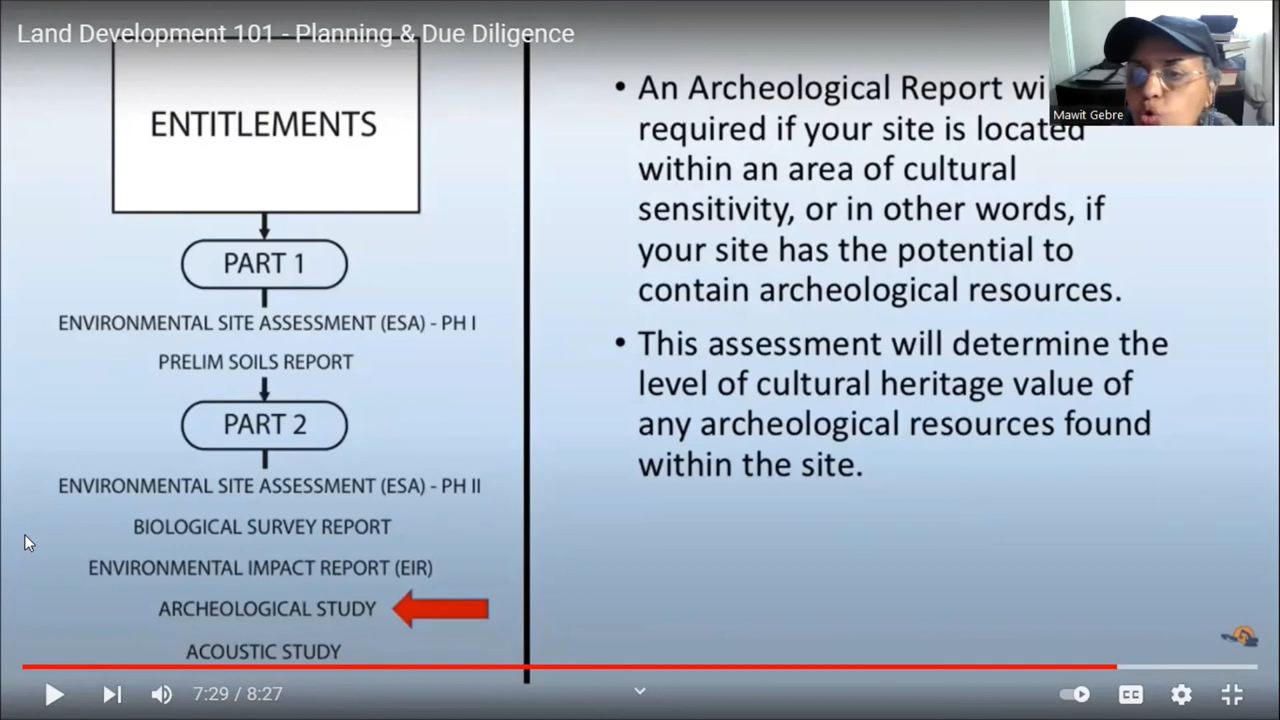 Land Development 101 - Planning & Due Diligence
ENTITLEMENTS
PART 1
ENVIRONMENTAL SITE ASSESSMENT (ESA) - PH I
PRELIM SOILS REPORT
PART 2
ENVIRONMENTAL SITE ASSESSMENT (ESA) - PH II
BIOLOGICAL SURVEY REPORT
ENVIRONMENTAL IMPACT REPORT (EIR)
ARCHEOLOGICAL STUDY
ACOUSTIC STUDY
• An Archeological Report
required if your site is located
within an area of cultural
sensitivity, or in other words, if
your site has the potential to
contain archeological resources.
• This assessment will determine the
level of cultural heritage value of
any archeological resources found
within the site.
Mawit Gebre
7:29 / 8:27
CC